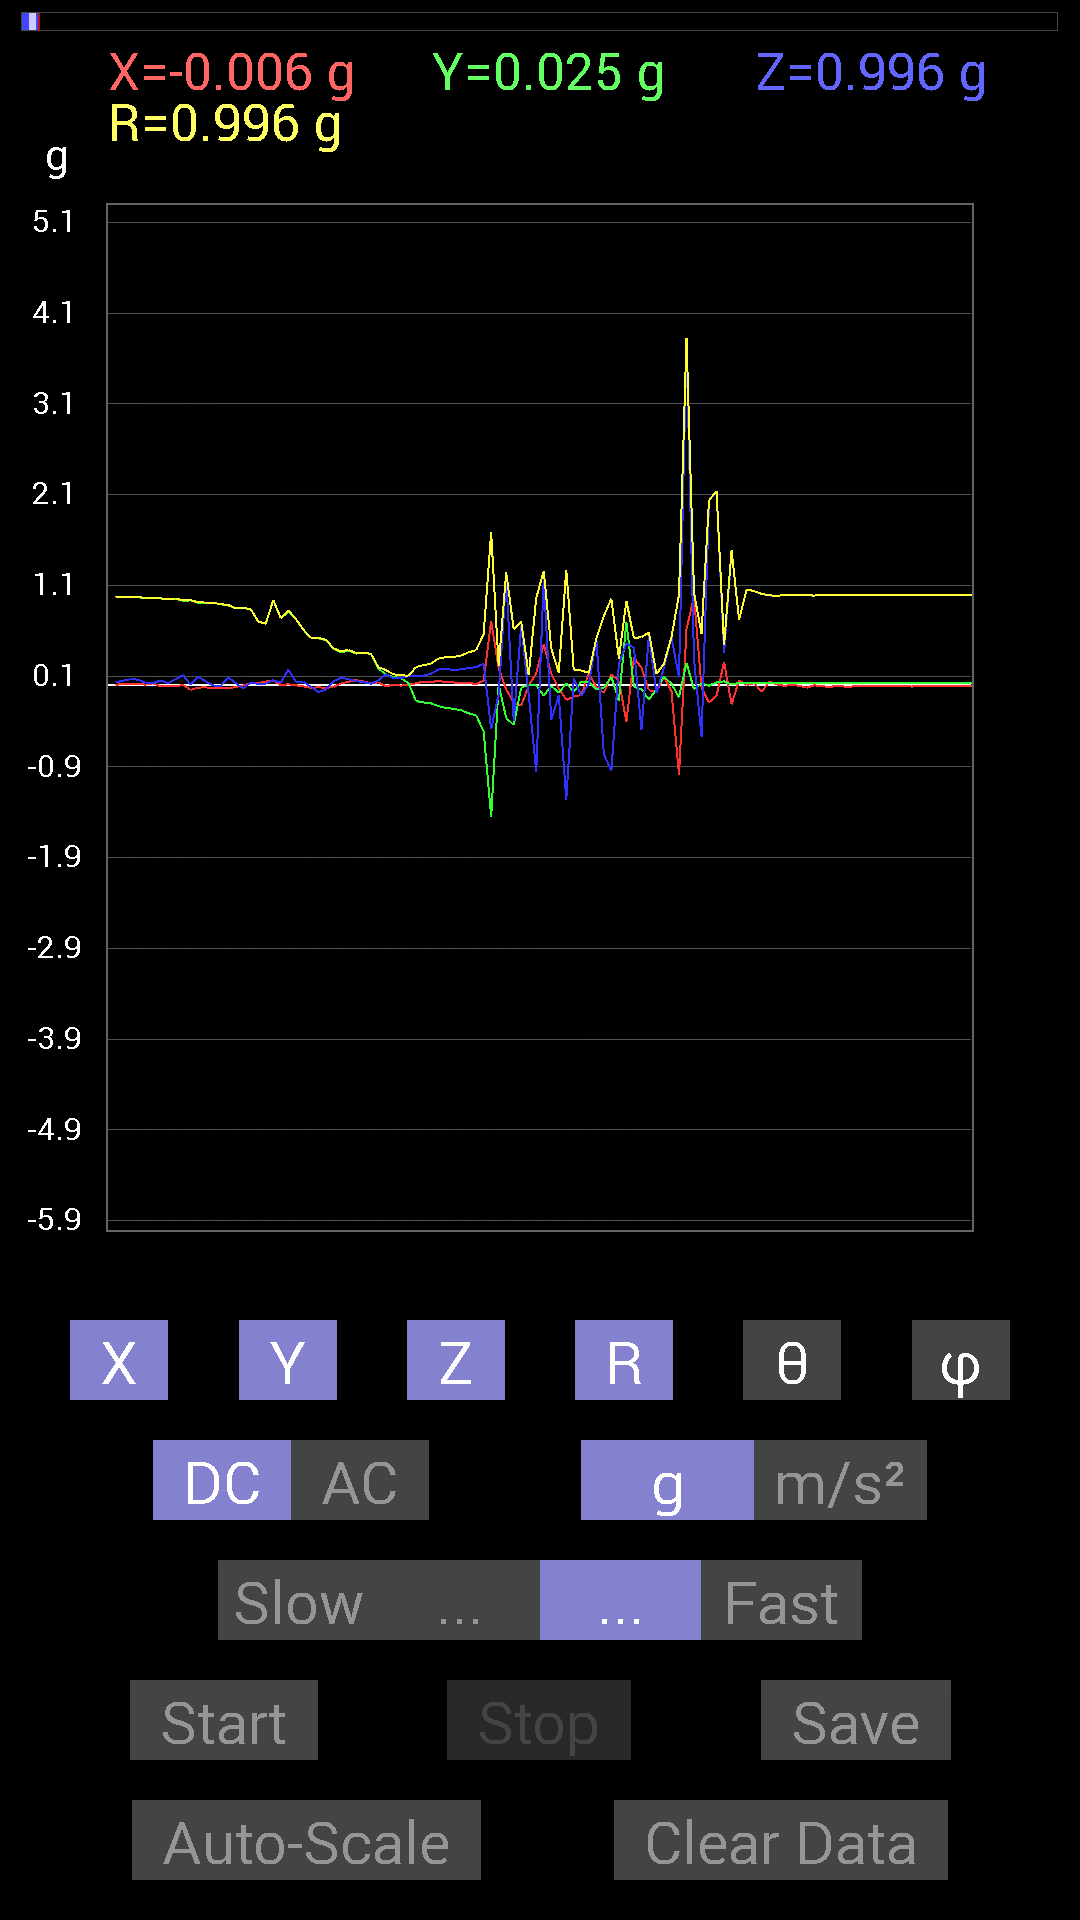 X=-0.006 g Y=0.025 g Z=0.996 g
R=0.996 g
g
5.1
4.1
3.1
2.1
1.1
0.1
-0.9
-1.9
-2.9
-3.9
-4.9
-5.9
X Y Z R θ φ
DC AC g m/s²
Slow ... ... Fast
Start Stop Save
Auto-Scale Clear Data